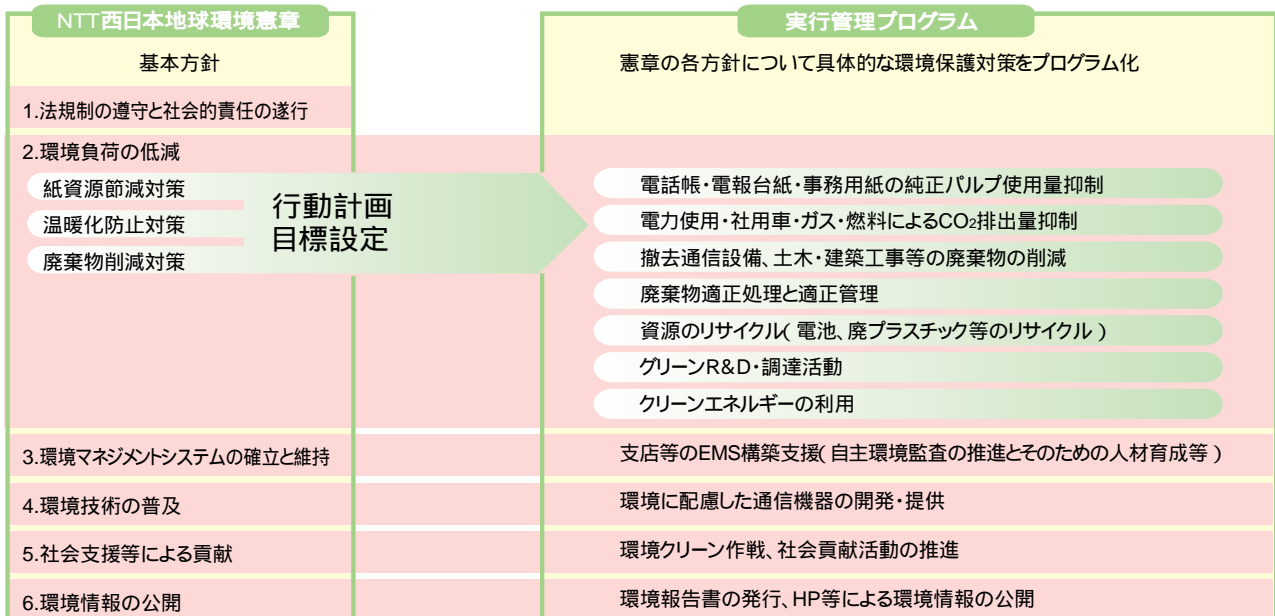 NTT西日本地球環境憲章
実行管理プログラム
基本方針
憲章の各方針について具体的な環境保護対策をプログラム化
1.法規制の遵守と社会的責任の遂行
2.環境負荷の低減
紙資源節減対策
温暖化防止対策
廃棄物削減対策
行動計画
目標設定
電話帳・電報台紙・事務用紙の純正パルプ使用量抑制
電力使用・社用車・ガス・燃料によるCO2排出量抑制
撤去通信設備、土木・建築工事等の廃棄物の削減
廃棄物適正処理と適正管理
資源のリサイクル(電池、廃プラスチック等のリサイクル)
グリーンR&D・調達活動
クリーンエネルギーの利用
3.環境マネジメントシステムの確立と維持
支店等のEMS構築支援(自主環境監査の推進とそのための人材育成等)
4.環境技術の普及
環境に配慮した通信機器の開発・提供
5.社会支援等による貢献
環境クリーン作戦、社会貢献活動の推進
6.環境情報の公開
環境報告書の発行、HP等による環境情報の公開